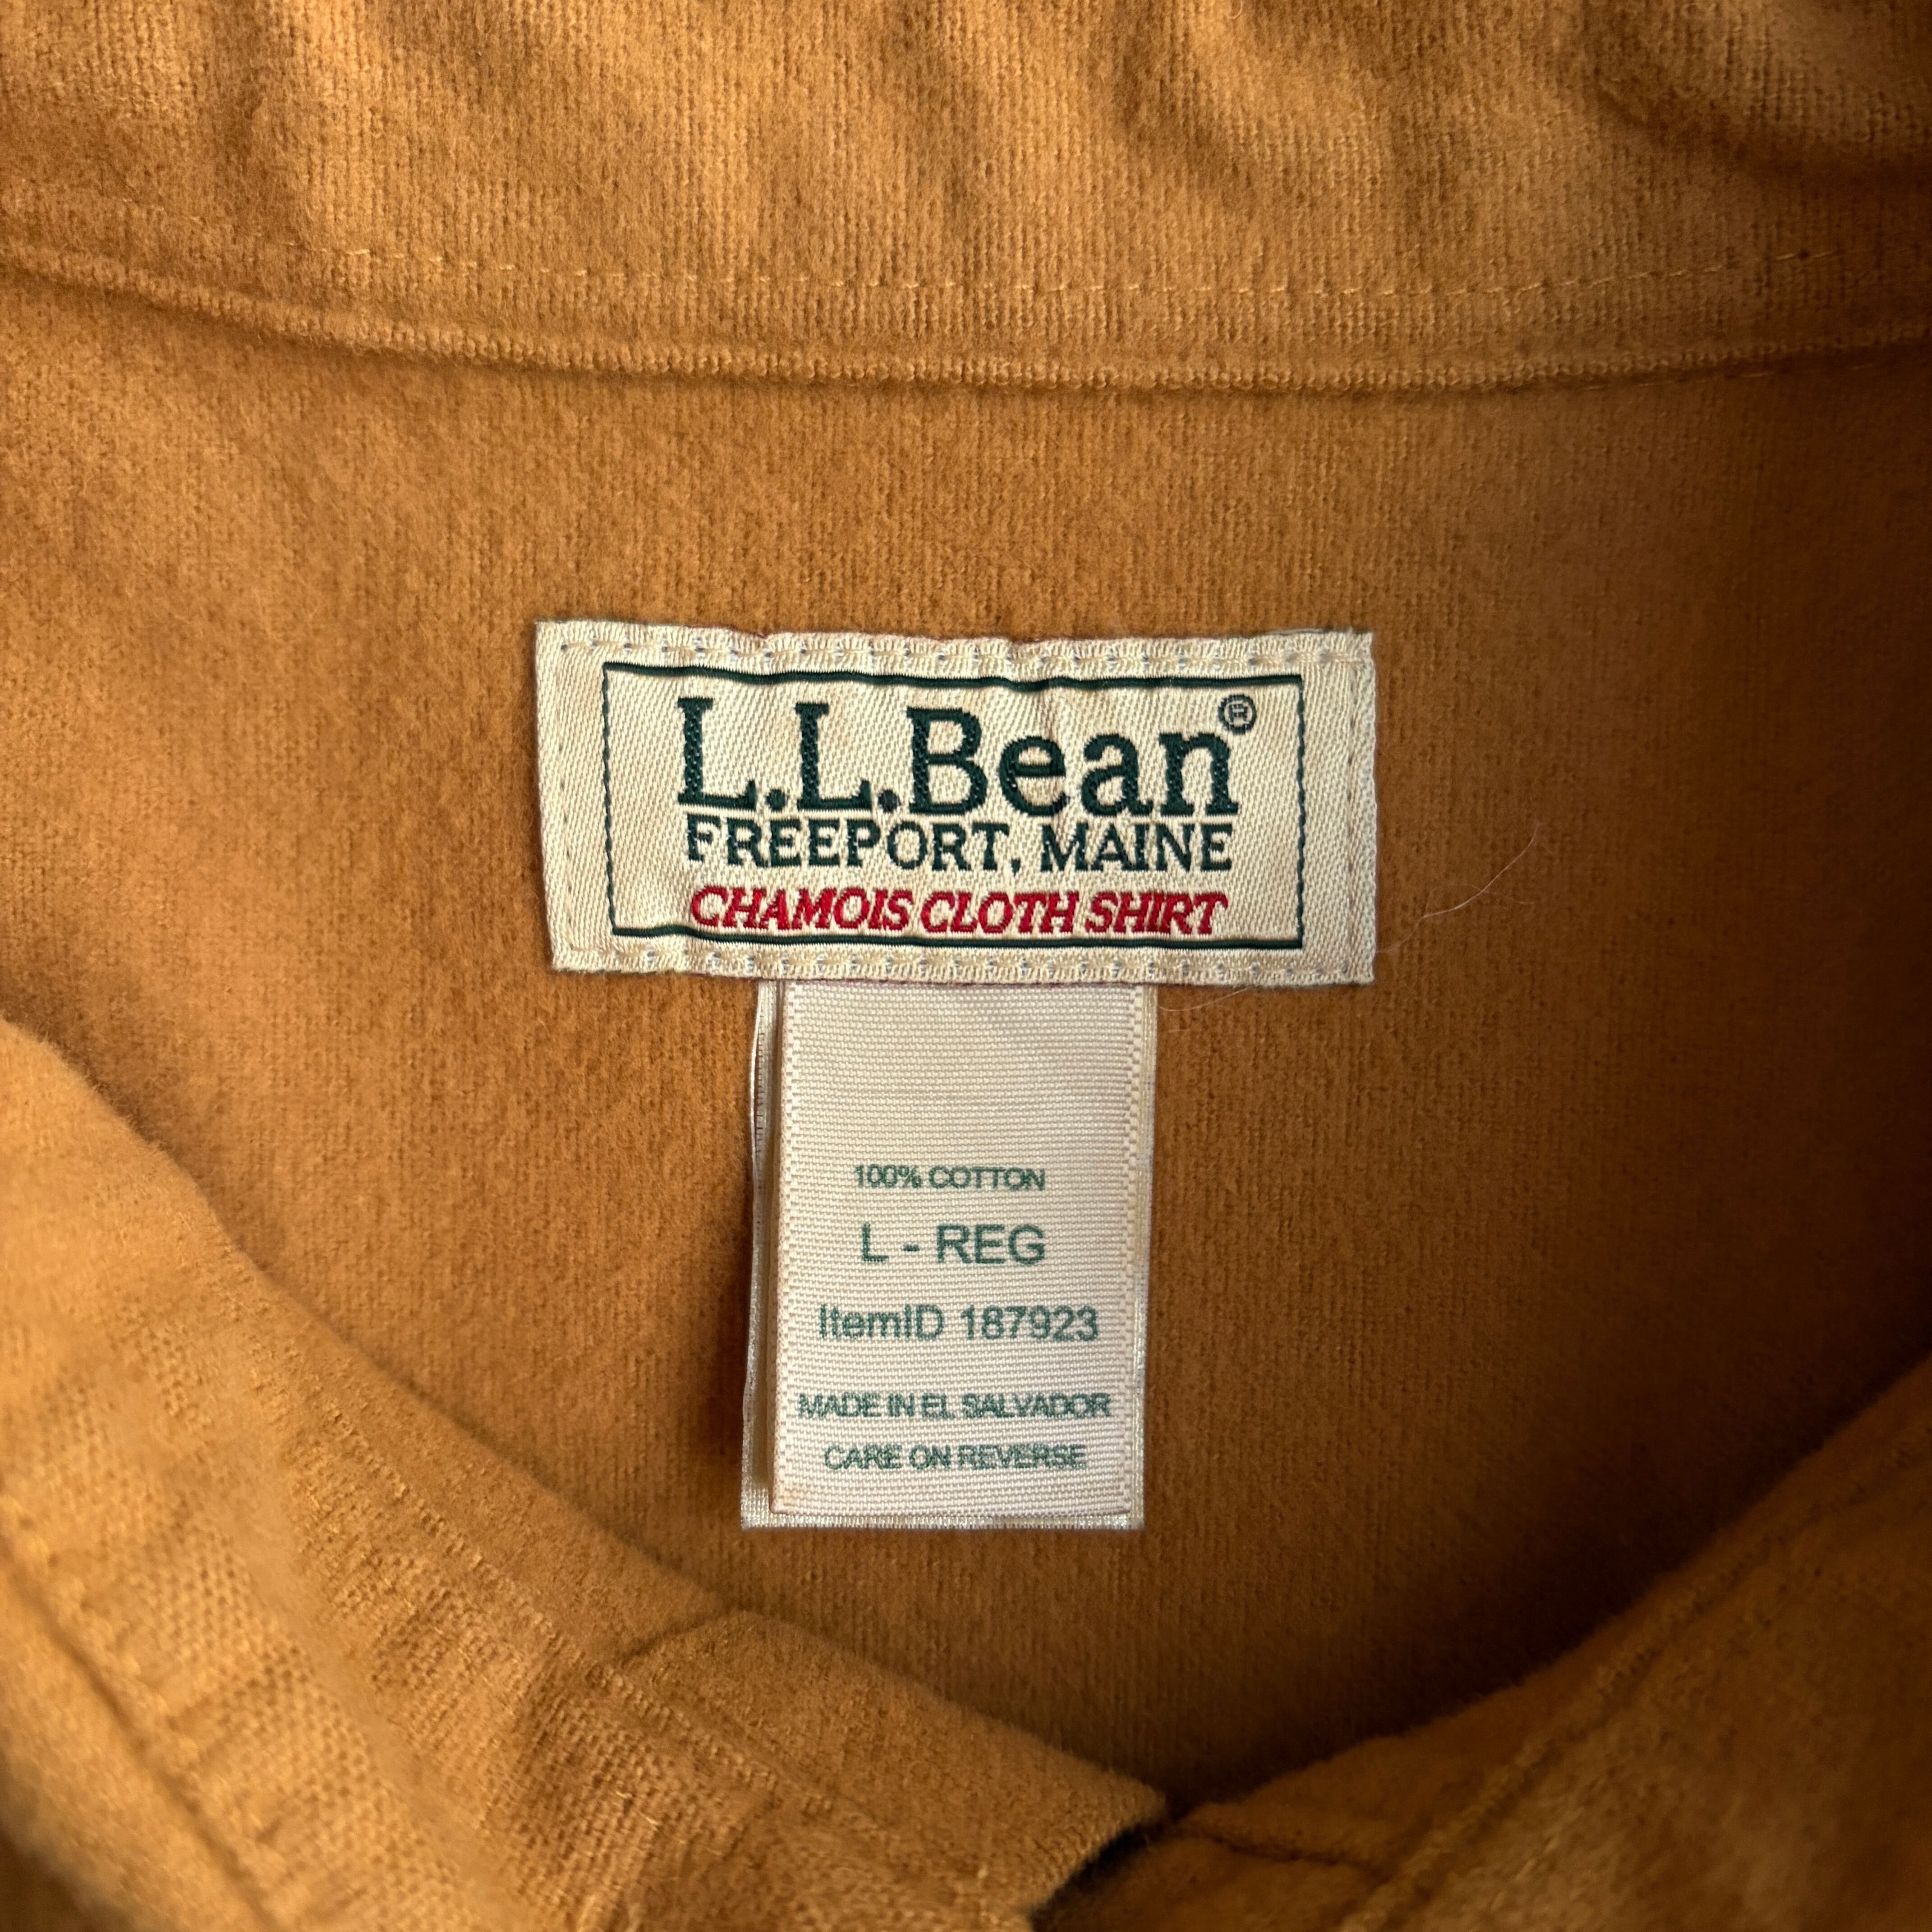 L.L.Bean®
FREEPORT, MAINE
CHAMOIS CLOTH SHIRT
100% COTTON
L - REG
ItemID 187923
MADE IN EL SALVADOR
CARE ON REVERSE